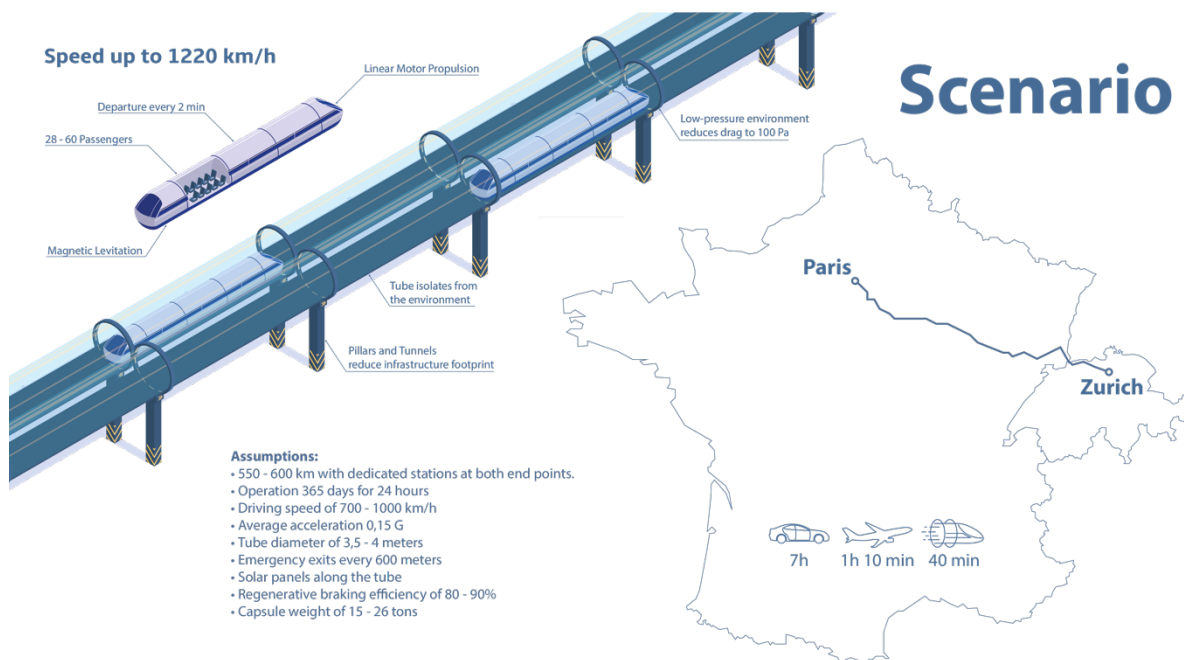 Speed up to 1220 km/h
Scenario
Linear Motor Propulsion
Departure every 2 min
28 - 60 Passengers
Low-pressure environment
reduces drag to 100 Pa
Magnetic Levitation
Tube isolates from
the environment
Pillars and Tunnels
reduce infrastructure footprint
Paris
Zurich
Assumptions:
• 550 - 600 km with dedicated stations at both end points.
• Operation 365 days for 24 hours
• Driving speed of 700 - 1000 km/h
• Average acceleration 0,15 G
• Tube diameter of 3,5 - 4 meters
• Emergency exits every 600 meters
• Solar panels along the tube
• Regenerative braking efficiency of 80 - 90%
• Capsule weight of 15 - 26 tons
7h
1h 10 min
40 min